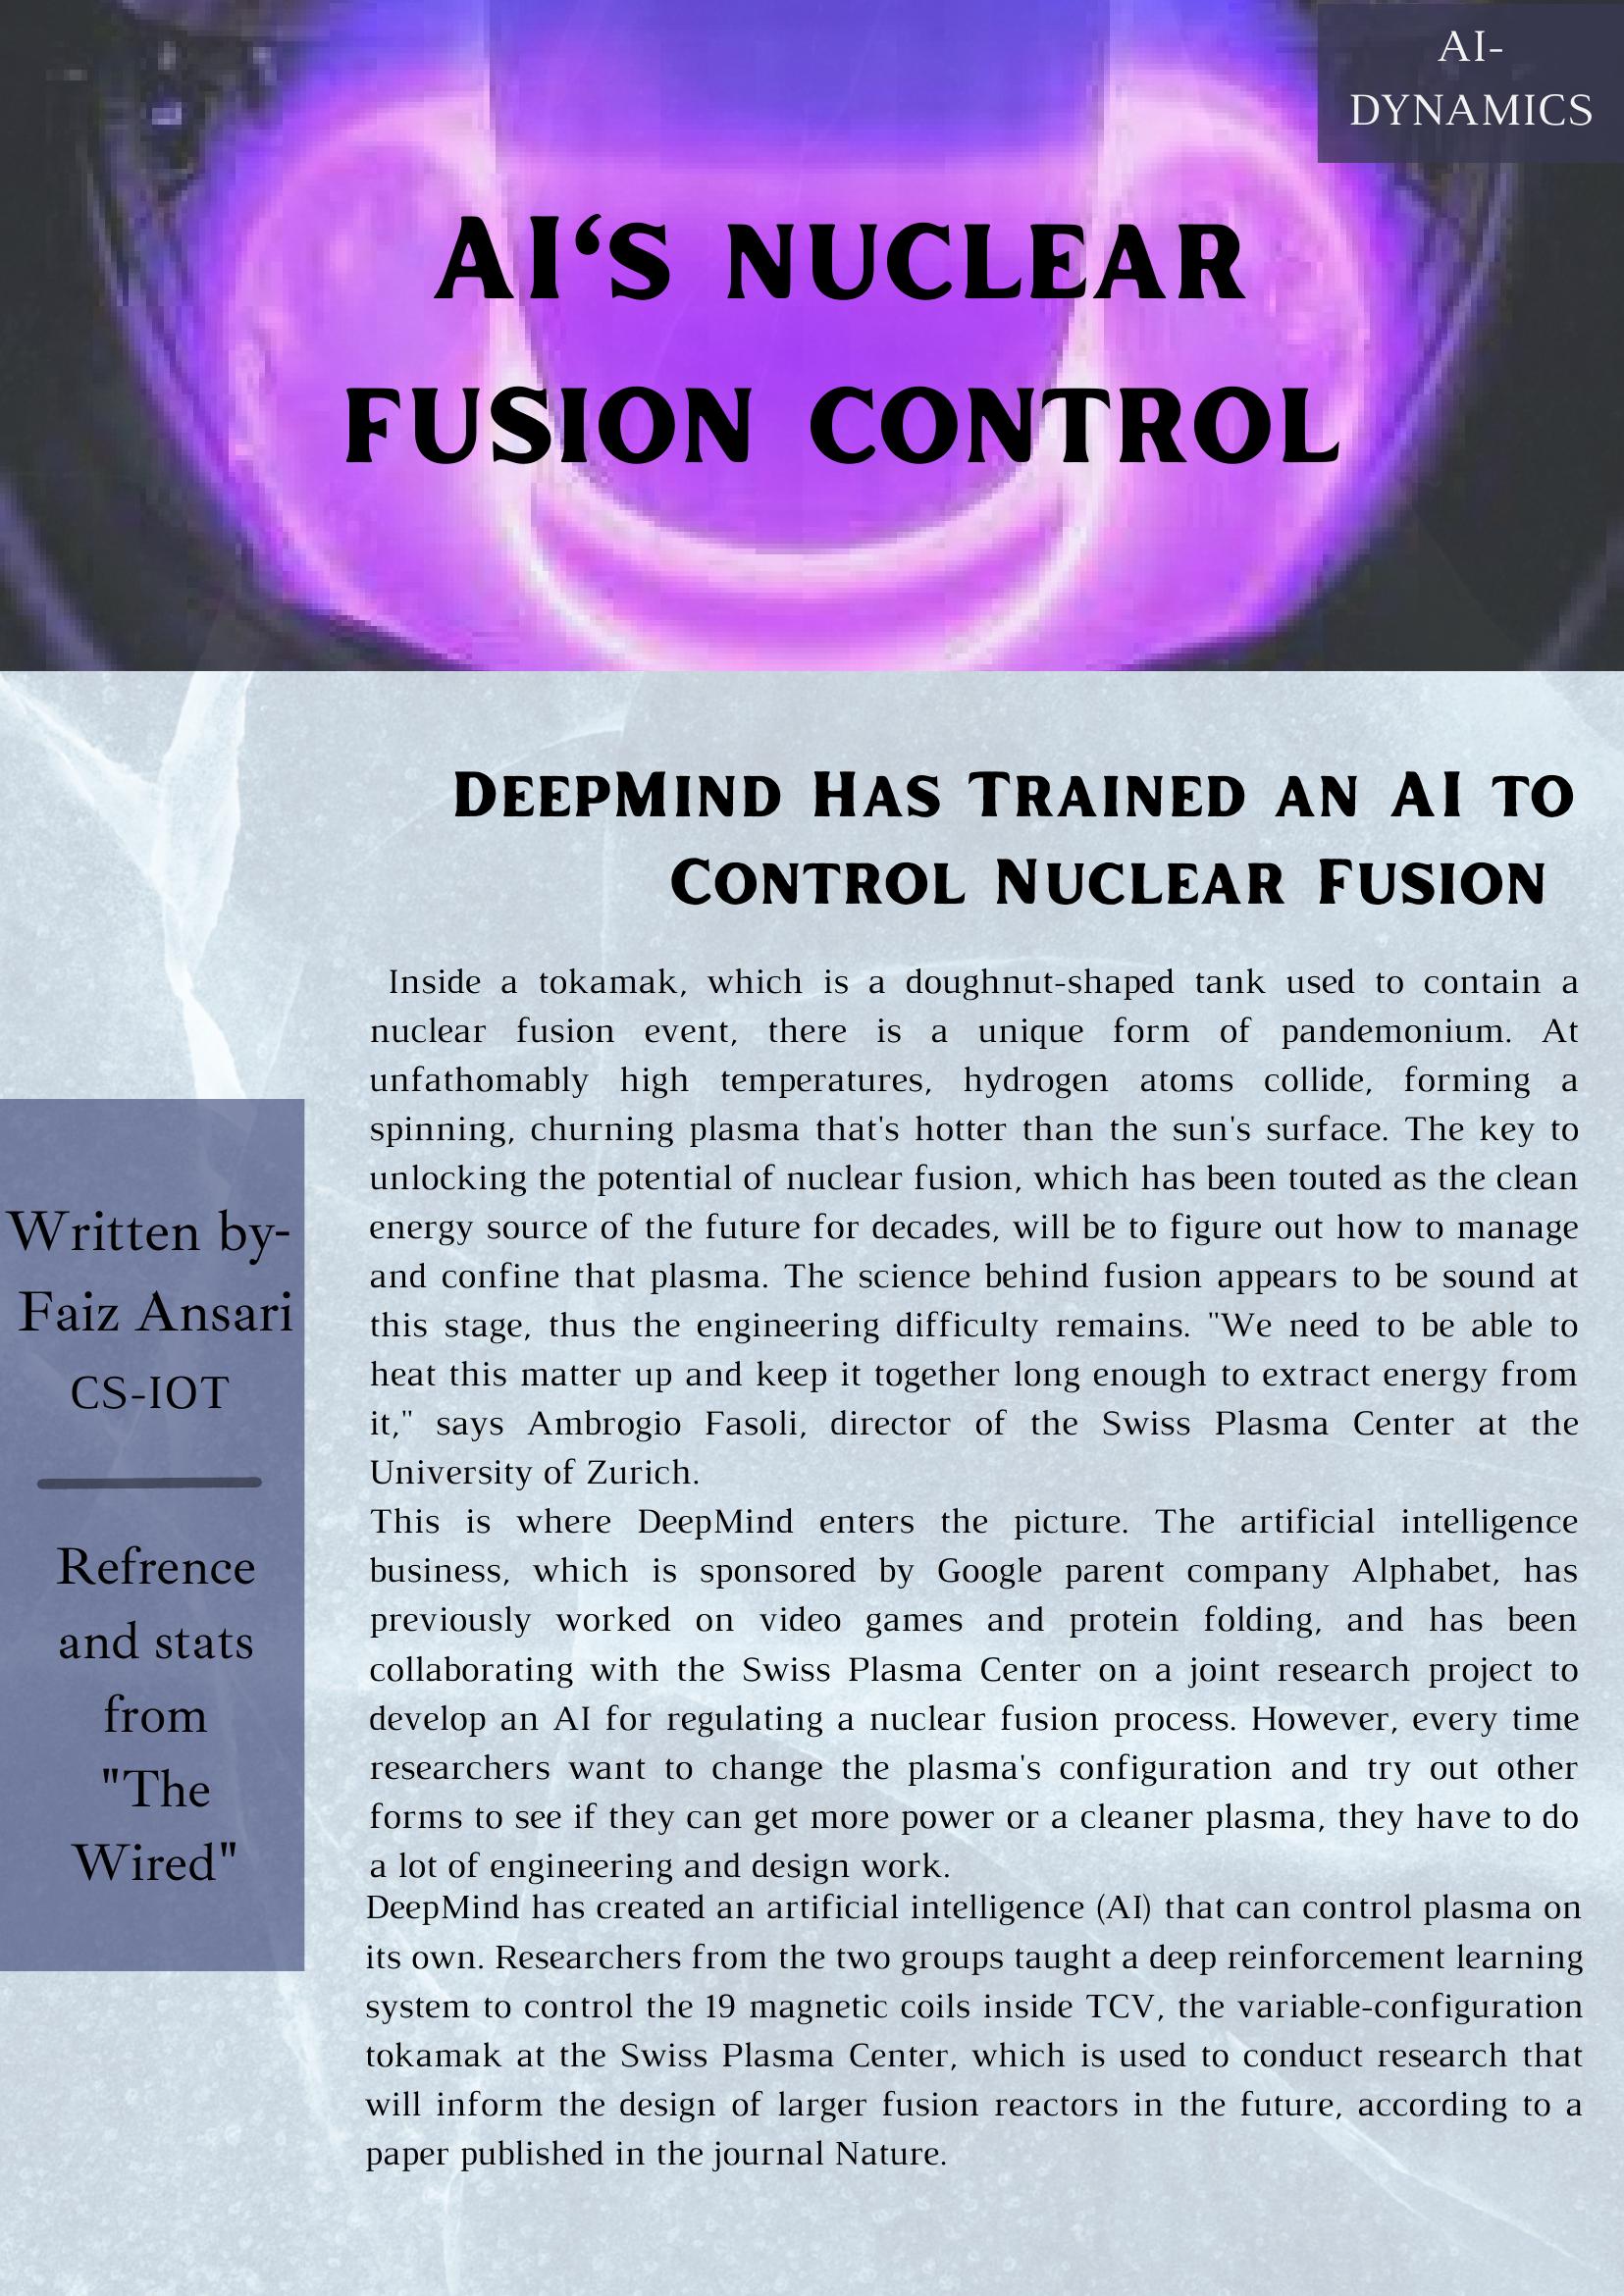 AI-
DYNAMICS
AI‘S NUCLEAR
FUSION CONTROL
DEEPMIND HAS TRAINED AN AI TO
CONTROL NUCLEAR FUSION
Inside a tokamak, which is a doughnut-shaped tank used to contain a
nuclear fusion event, there is a unique form of pandemonium. At
unfathomably high temperatures, hydrogen atoms collide, forming a
spinning, churning plasma that's hotter than the sun's surface. The key to
unlocking the potential of nuclear fusion, which has been touted as the clean
energy source of the future for decades, will be to figure out how to manage
and confine that plasma. The science behind fusion appears to be sound at
this stage, thus the engineering difficulty remains. "We need to be able to
heat this matter up and keep it together long enough to extract energy from
it," says Ambrogio Fasoli, director of the Swiss Plasma Center at the
University of Zurich.
This is where DeepMind enters the picture. The artificial intelligence
business, which is sponsored by Google parent company Alphabet, has
previously worked on video games and protein folding, and has been
collaborating with the Swiss Plasma Center on a joint research project to
develop an AI for regulating a nuclear fusion process. However, every time
researchers want to change the plasma's configuration and try out other
forms to see if they can get more power or a cleaner plasma, they have to do
a lot of engineering and design work.
DeepMind has created an artificial intelligence (AI) that can control plasma on
its own. Researchers from the two groups taught a deep reinforcement learning
system to control the 19 magnetic coils inside TCV, the variable-configuration
tokamak at the Swiss Plasma Center, which is used to conduct research that
will inform the design of larger fusion reactors in the future, according to a
paper published in the journal Nature.
Written by-
Faiz Ansari
CS-IOT
Refrence
and stats
from
"The
Wired"